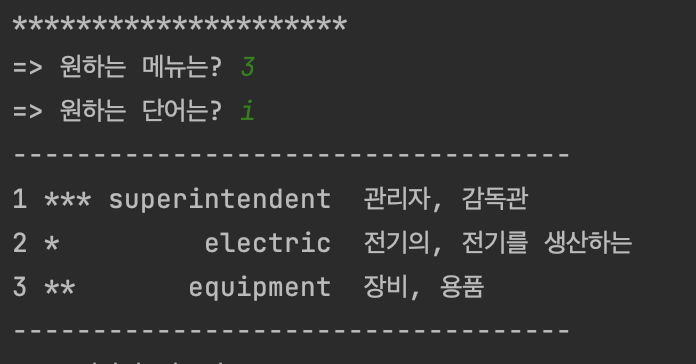 *********************
=> 원하는 메뉴는? 3
=> 원하는 단어는? i
-----------------------------------
1 *** superintendent  관리자, 감독관
2 *         electric  전기의, 전기를 생산하는
3 **       equipment  장비, 용품
-----------------------------------